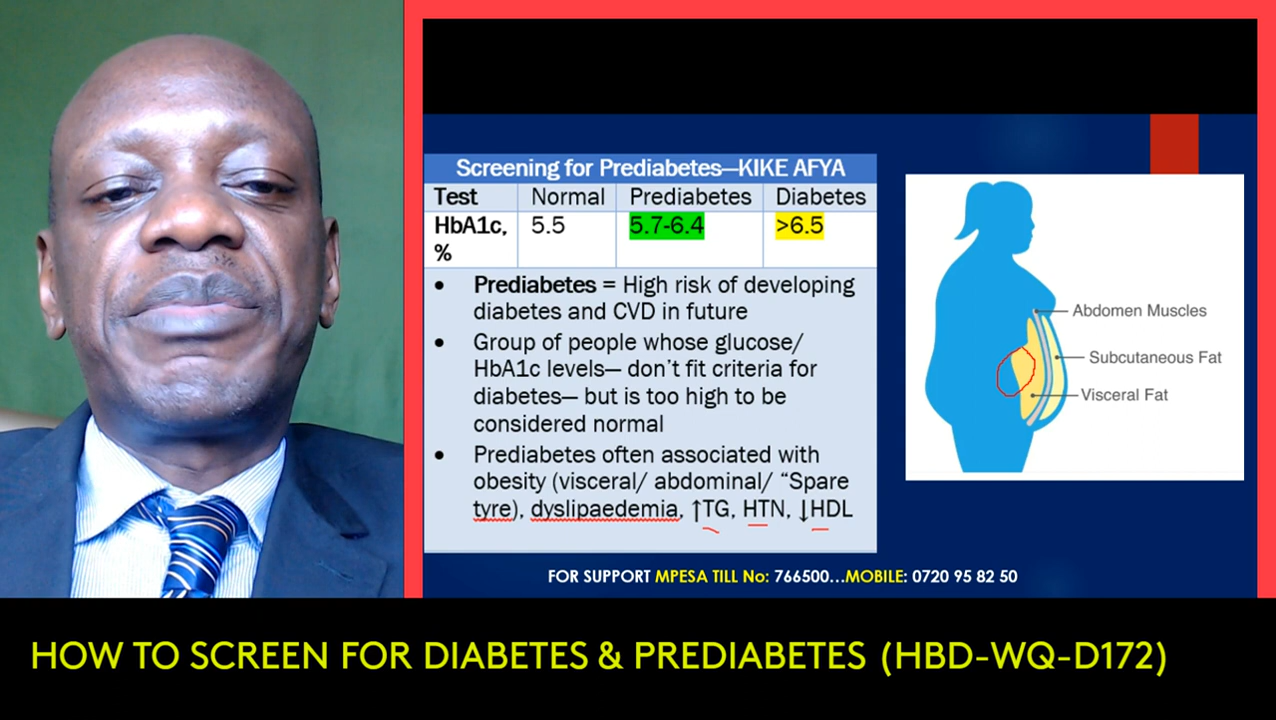 Screening for Prediabetes—KIKE AFYA
Test Normal Prediabetes Diabetes
HbA1c, 5.5 5.7-6.4 >6.5
%
• Prediabetes = High risk of developing
diabetes and CVD in future
• Group of people whose glucose/
HbA1c levels— don't fit criteria for
diabetes— but is too high to be
considered normal
• Prediabetes often associated with
obesity (visceral/ abdominal/ “Spare
tyre), dyslipaedemia, ↑TG, HTN, ↓HDL
Abdomen Muscles
Subcutaneous Fat
Visceral Fat
FOR SUPPORT MPESA TILL No: 766500...MOBILE: 0720 95 82 50
HOW TO SCREEN FOR DIABETES & PREDIABETES (HBD-WQ-D172)